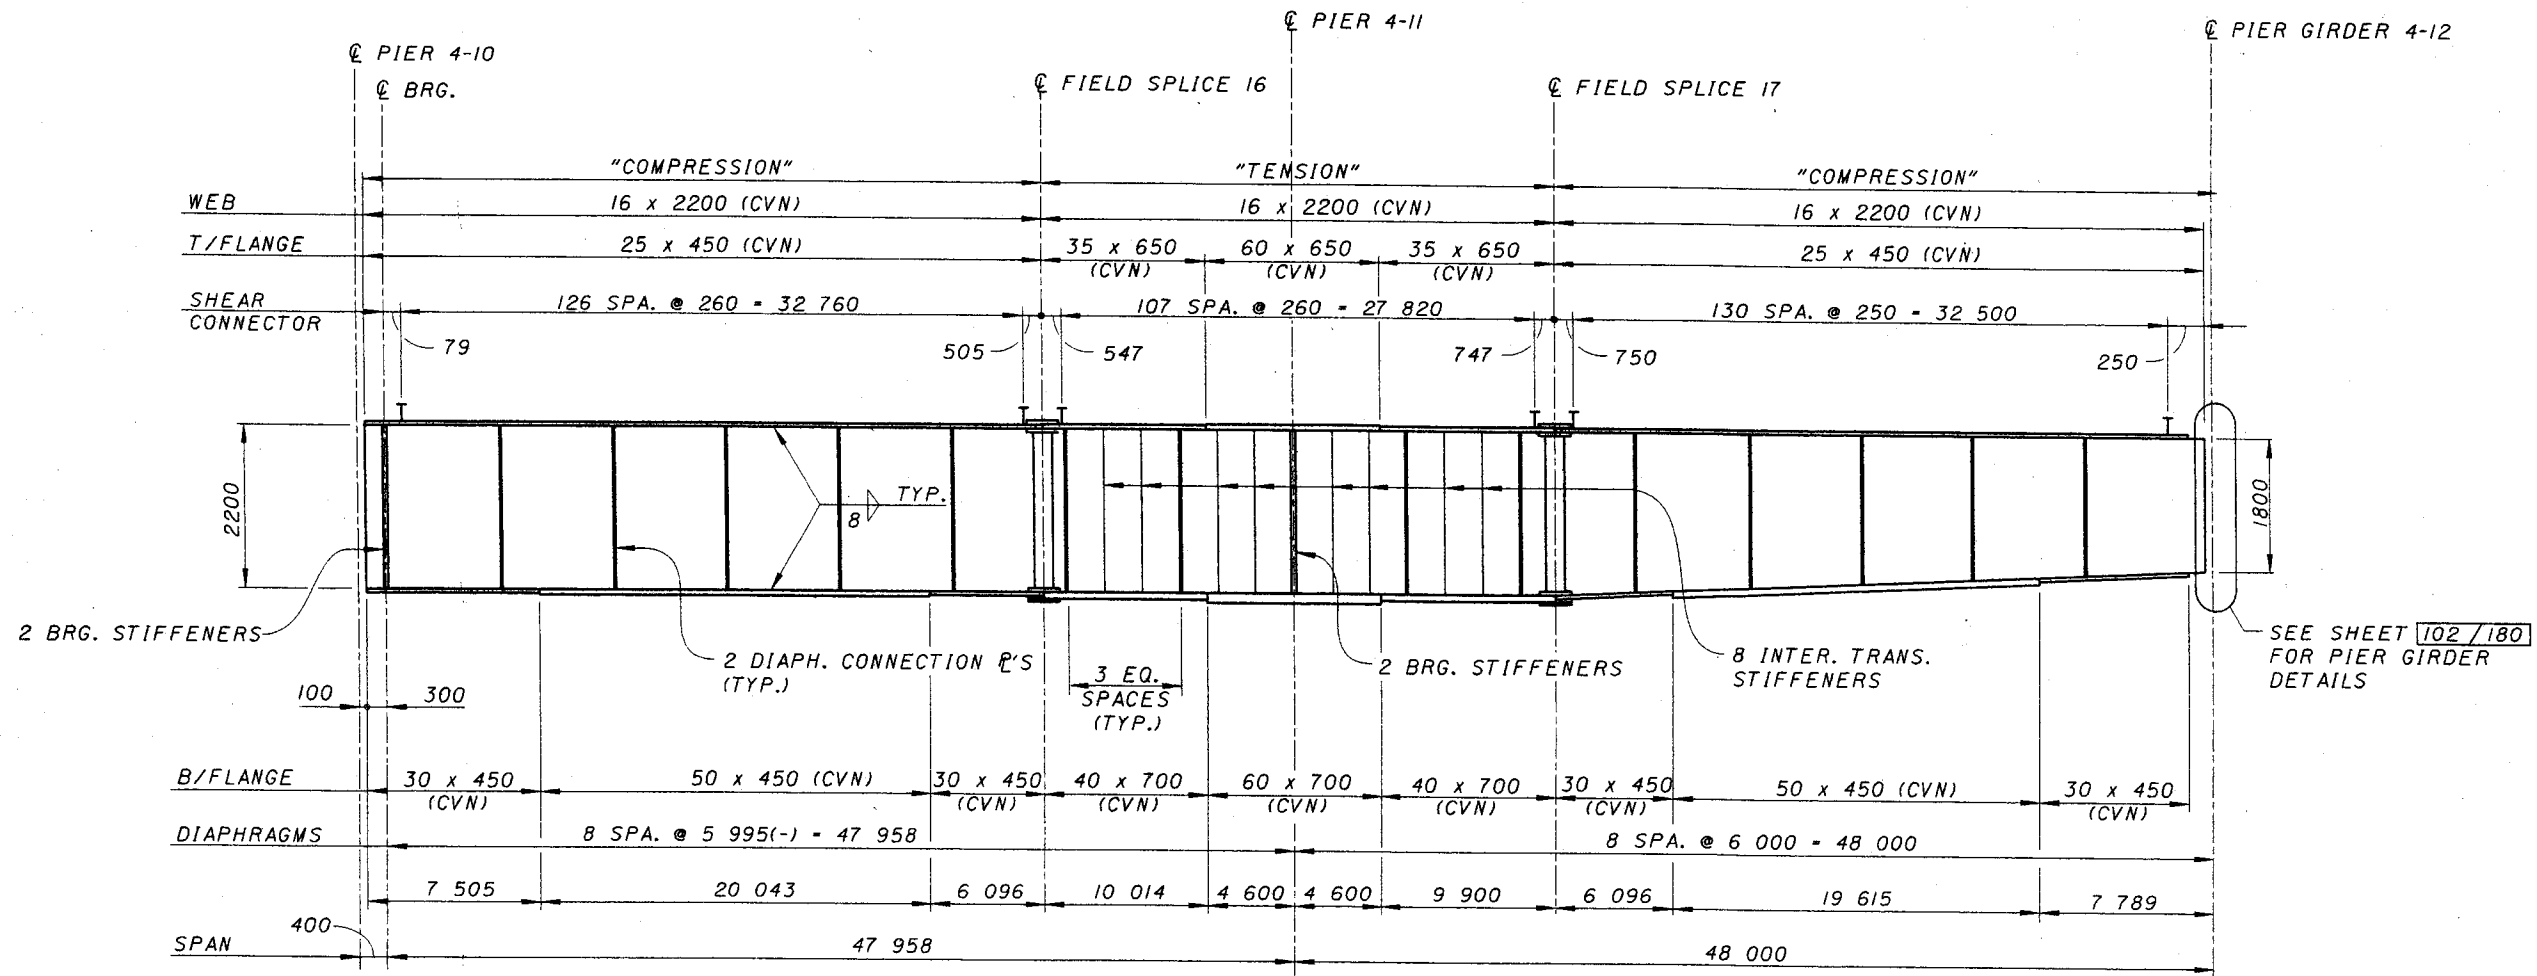 ℄ PIER 4-10
℄ BRG.
℄ FIELD SPLICE 16
℄ PIER 4-11
℄ FIELD SPLICE 17
℄ PIER GIRDER 4-12
"COMPRESSION"
"TENSION"
"COMPRESSION"
WEB
16 x 2200 (CVN)
16 x 2200 (CVN)
16 x 2200 (CVN)
T/FLANGE
25 x 450 (CVN)
35 x 650
(CVN)
60 x 650
(CVN)
35 x 650
(CVN)
25 x 450 (CVN)
SHEAR
CONNECTOR
126 SPA. @ 260 = 32 760
107 SPA. @ 260 = 27 820
130 SPA. @ 250 = 32 500
79
505
547
747
750
250
2200
8
TYP.
1800
2 BRG. STIFFENERS
2 DIAPH. CONNECTION ⅊'S
(TYP.)
3 EQ.
SPACES
(TYP.)
2 BRG. STIFFENERS
8 INTER. TRANS.
STIFFENERS
SEE SHEET 102 / 180
FOR PIER GIRDER
DETAILS
100
300
B/FLANGE
30 x 450
(CVN)
50 x 450 (CVN)
30 x 450
(CVN)
40 x 700
(CVN)
60 x 700
(CVN)
40 x 700
(CVN)
30 x 450
(CVN)
50 x 450 (CVN)
30 x 450
(CVN)
DIAPHRAGMS
8 SPA. @ 5 995(-) = 47 958
8 SPA. @ 6 000 = 48 000
7 505
20 043
6 096
10 014
4 600
4 600
9 900
6 096
19 615
7 789
400
SPAN
47 958
48 000